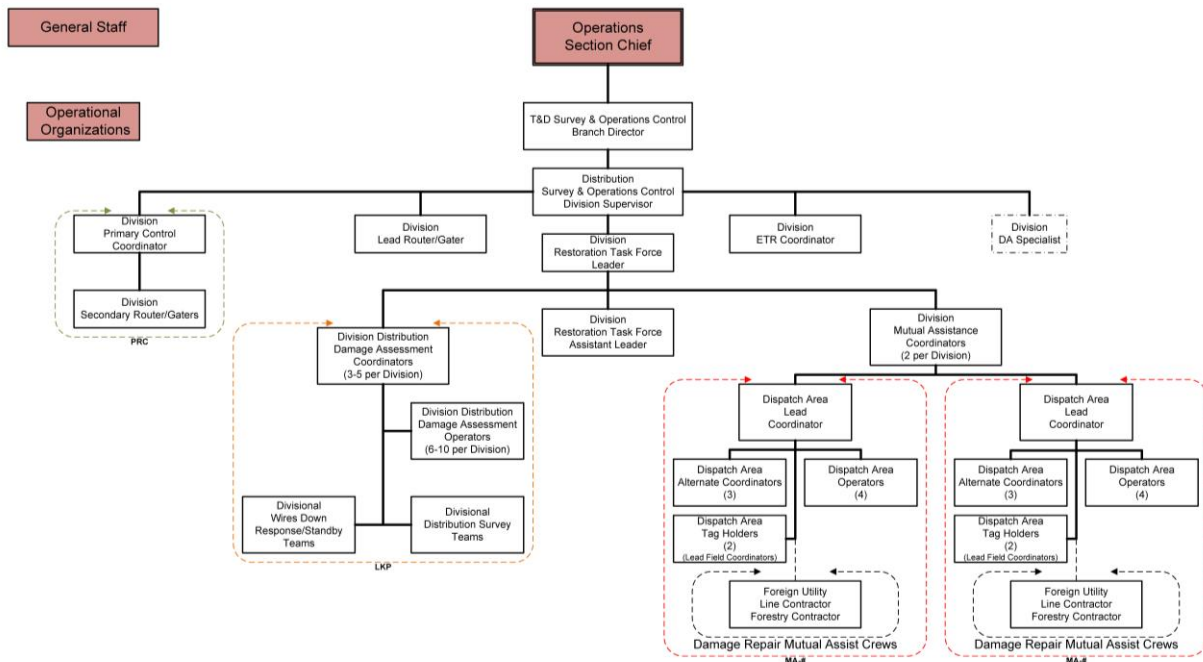 General Staff
Operations
Section Chief
Operational
Organizations
T&D Survey & Operations Control
Branch Director
Distribution
Survey & Operations Control
Division Supervisor
Division
Primary Control
Coordinator
Division
Lead Router/Gater
Division
ETR Coordinator
Division
DA Specialist
Division
Restoration Task Force
Leader
Division
Secondary Router/Gaters
PRC
Division Distribution
Damage Assessment
Coordinators
(3-5 per Division)
Division
Restoration Task Force
Assistant Leader
Division
Mutual Assistance
Coordinators
(2 per Division)
Division Distribution
Damage Assessment
Operators
(6-10 per Division)
Divisional
Wires Down
Response/Standby
Teams
Divisional
Distribution Survey
Teams
LKP
Dispatch Area
Lead
Coordinator
Dispatch Area
Alternate Coordinators
(3)
Dispatch Area
Operators
(4)
Dispatch Area
Tag Holders
(2)
(Lead Field Coordinators)
Foreign Utility
Line Contractor
Forestry Contractor
Damage Repair Mutual Assist Crews
MA-#
Dispatch Area
Lead
Coordinator
Dispatch Area
Alternate Coordinators
(3)
Dispatch Area
Operators
(4)
Dispatch Area
Tag Holders
(2)
(Lead Field Coordinators)
Foreign Utility
Line Contractor
Forestry Contractor
Damage Repair Mutual Assist Crews
MA-#